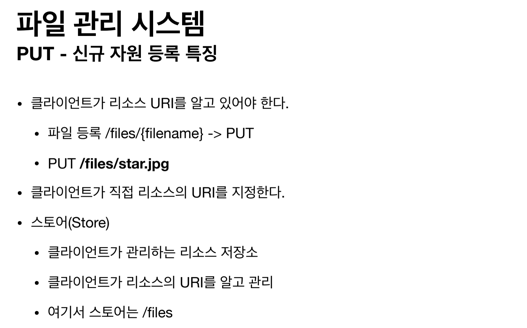 파일 관리 시스템
PUT - 신규 자원 등록 특징
• 클라이언트가 리소스 URI를 알고 있어야 한다.
• 파일 등록 /files/{filename} -> PUT
• PUT /files/star.jpg
• 클라이언트가 직접 리소스의 URI를 지정한다.
• 스토어(Store)
• 클라이언트가 관리하는 리소스 저장소
• 클라이언트가 리소스의 URI를 알고 관리
• 여기서 스토어는 /files